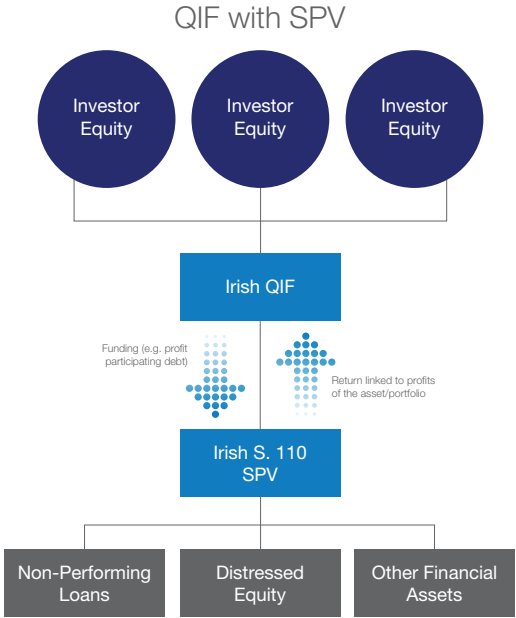 QIF with SPV
Investor
Equity
Investor
Equity
Investor
Equity
Irish QIF
Funding (e.g. profit
participating debt)
Return linked to profits
of the asset/portfolio
Irish S. 110
SPV
Non-Performing
Loans
Distressed
Equity
Other Financial
Assets